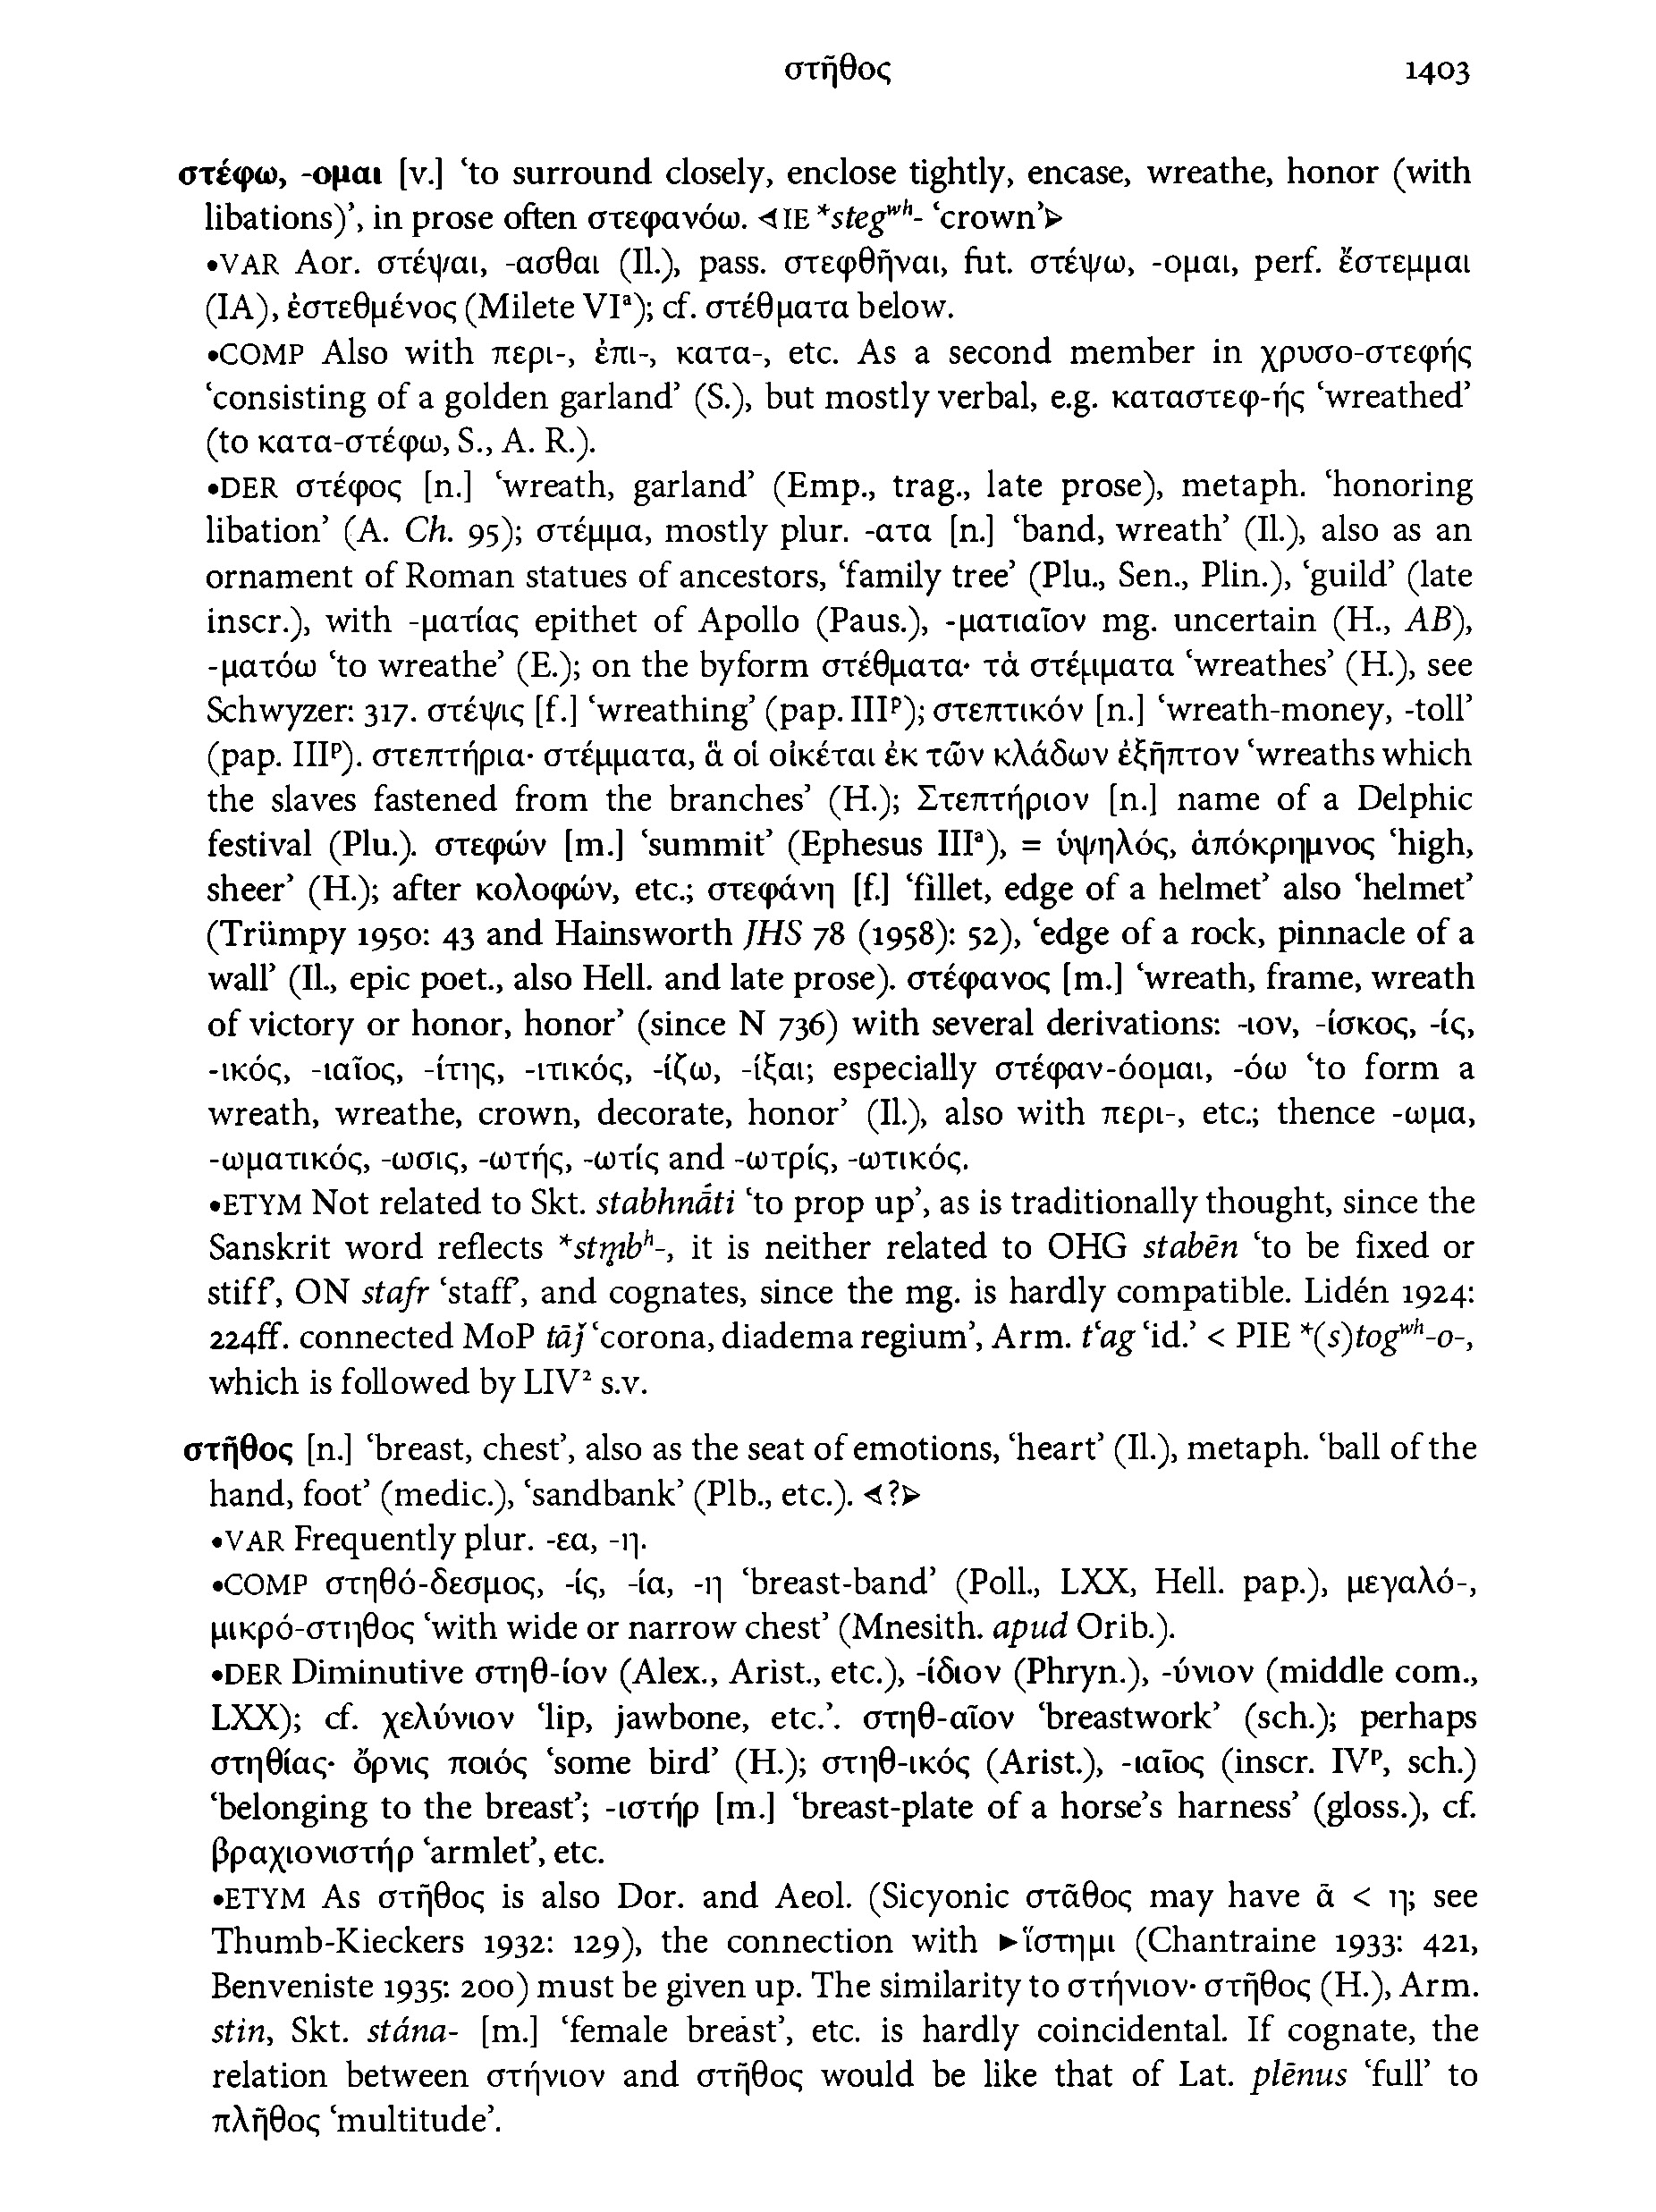 στῆθος 1403
στέφω, -ομαι [v.] ‘to surround closely, enclose tightly, encase, wreathe, honor (with
libations)’, in prose often στεφανόω. ⊲IE *stegʷʰ- ‘crown’⊳
•VAR Aor. στέψαι, -ασθαι (Il.), pass. στεφθῆναι, fut. στέψω, -ομαι, perf. ἔστεμμαι
(IA), ἐστεθμένος (Milete VIᵃ); cf. στέθματα below.
•COMP Also with περι-, ἐπι-, κατα-, etc. As a second member in χρυσο-στεφής
‘consisting of a golden garland’ (S.), but mostly verbal, e.g. καταστεφ-ής ‘wreathed’
(to κατα-στέφω, S., A. R.).
•DER στέφος [n.] ‘wreath, garland’ (Emp., trag., late prose), metaph. ‘honoring
libation’ (A. Ch. 95); στέμμα, mostly plur. -ατα [n.] ‘band, wreath’ (Il.), also as an
ornament of Roman statues of ancestors, ‘family tree’ (Plu., Sen., Plin.), ‘guild’ (late
inscr.), with -ματίας epithet of Apollo (Paus.), -ματιαῖον mg. uncertain (H., AB),
-ματόω ‘to wreathe’ (E.); on the byform στέθματα· τὰ στέμματα ‘wreathes’ (H.), see
Schwyzer: 317. στέψις [f.] ‘wreathing’ (pap. IIIᵖ); στεπτικόν [n.] ‘wreath-money, -toll’
(pap. IIIᵖ). στεπτήρια· στέμματα, ἃ οἱ οἰκέται ἐκ τῶν κλάδων ἐξῆπτον ‘wreaths which
the slaves fastened from the branches’ (H.); Στεπτήριον [n.] name of a Delphic
festival (Plu.). στεφών [m.] ‘summit’ (Ephesus IIIᵃ), = ὑψηλός, ἀπόκρημνος ‘high,
sheer’ (H.); after κολοφών, etc.; στεφάνη [f.] ‘fillet, edge of a helmet’ also ‘helmet’
(Trümpy 1950: 43 and Hainsworth JHS 78 (1958): 52), ‘edge of a rock, pinnacle of a
wall’ (Il., epic poet., also Hell. and late prose). στέφανος [m.] ‘wreath, frame, wreath
of victory or honor, honor’ (since N 736) with several derivations: -ιον, -ίσκος, -ίς,
-ικός, -ιαῖος, -ίτης, -ιτικός, -ίζω, -ίξαι; especially στέφαν-όομαι, -όω ‘to form a
wreath, wreathe, crown, decorate, honor’ (Il.), also with περι-, etc.; thence -ωμα,
-ωματικός, -ωσις, -ωτής, -ωτίς and -ωτρίς, -ωτικός.
•ETYM Not related to Skt. stabhnā́ti ‘to prop up’, as is traditionally thought, since the
Sanskrit word reflects *stm̥bʰ-, it is neither related to OHG stabēn ‘to be fixed or
stiff’, ON stafr ‘staff’, and cognates, since the mg. is hardly compatible. Lidén 1924:
224ff. connected MoP tāǰ ‘corona, diadema regium’, Arm. tʻag ‘id.’ < PIE *(s)togʷʰ-o-,
which is followed by LIV² s.v.
στῆθος [n.] ‘breast, chest’, also as the seat of emotions, ‘heart’ (Il.), metaph. ‘ball of the
hand, foot’ (medic.), ‘sandbank’ (Plb., etc.). ⊲?⊳
•VAR Frequently plur. -εα, -η.
•COMP στηθό-δεσμος, -ίς, -ία, -η ‘breast-band’ (Poll., LXX, Hell. pap.), μεγαλό-,
μικρό-στηθος ‘with wide or narrow chest’ (Mnesith. apud Orib.).
•DER Diminutive στηθ-ίον (Alex., Arist., etc.), -ίδιον (Phryn.), -ύνιον (middle com.,
LXX); cf. χελύνιον ‘lip, jawbone, etc.’. στηθ-αῖον ‘breastwork’ (sch.); perhaps
στηθίας· ὄρνις ποιός ‘some bird’ (H.); στηθ-ικός (Arist.), -ιαῖος (inscr. IVᵖ, sch.)
‘belonging to the breast’; -ιστήρ [m.] ‘breast-plate of a horse’s harness’ (gloss.), cf.
βραχιονιστήρ ‘armlet’, etc.
•ETYM As στῆθος is also Dor. and Aeol. (Sicyonic στᾶθος may have ᾱ < η; see
Thumb-Kieckers 1932: 129), the connection with ►ἵστημι (Chantraine 1933: 421,
Benveniste 1935: 200) must be given up. The similarity to στήνιον· στῆθος (H.), Arm.
stin, Skt. stána- [m.] ‘female breast’, etc. is hardly coincidental. If cognate, the
relation between στήνιον and στῆθος would be like that of Lat. plēnus ‘full’ to
πλῆθος ‘multitude’.